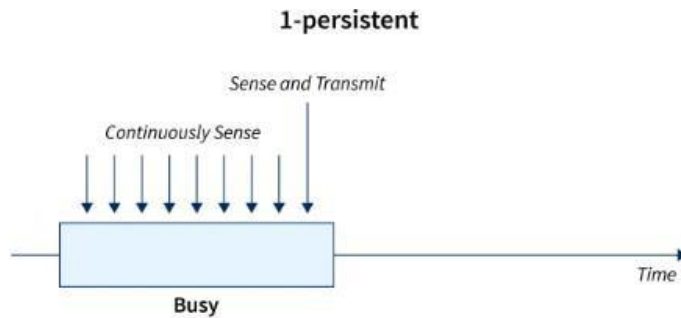 1-persistent
Sense and Transmit
Continuously Sense
Time
Busy